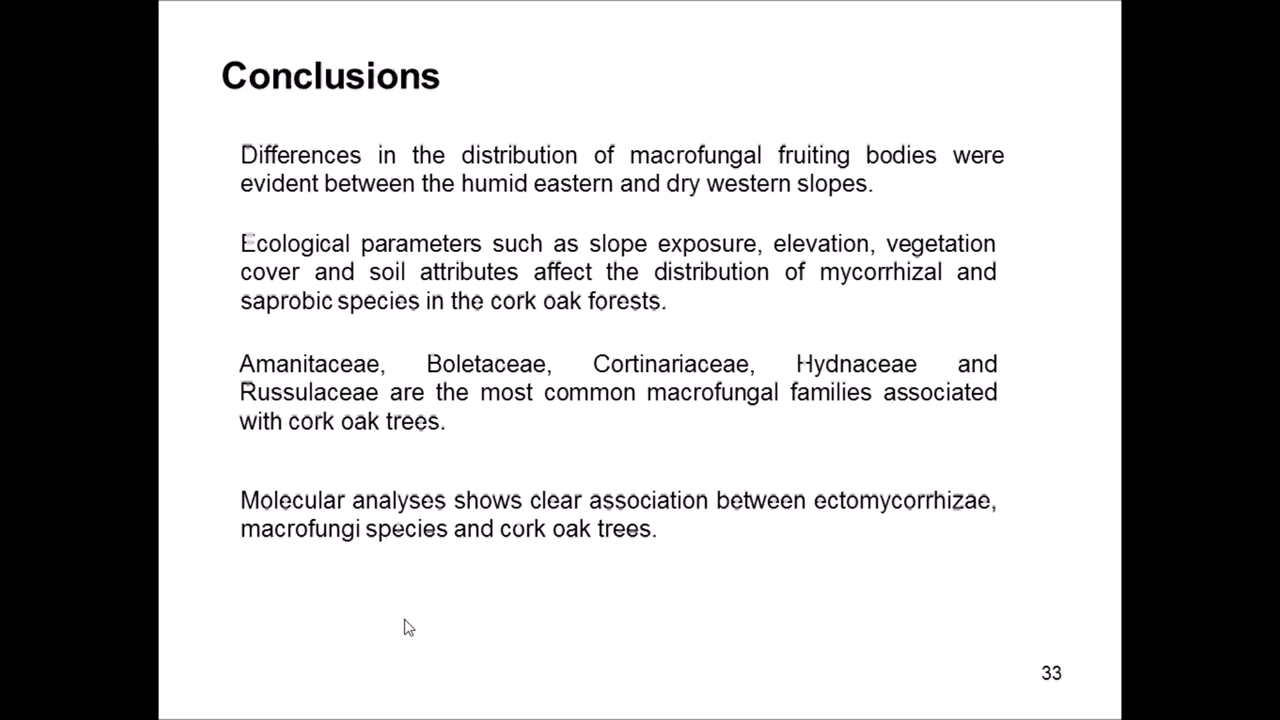 Conclusions
Differences in the distribution of macrofungal fruiting bodies were
evident between the humid eastern and dry western slopes.
Ecological parameters such as slope exposure, elevation, vegetation
cover and soil attributes affect the distribution of mycorrhizal and
saprobic species in the cork oak forests.
Amanitaceae, Boletaceae, Cortinariaceae, Hydnaceae and
Russulaceae are the most common macrofungal families associated
with cork oak trees.
Molecular analyses shows clear association between ectomycorrhizae,
macrofungi species and cork oak trees.
33